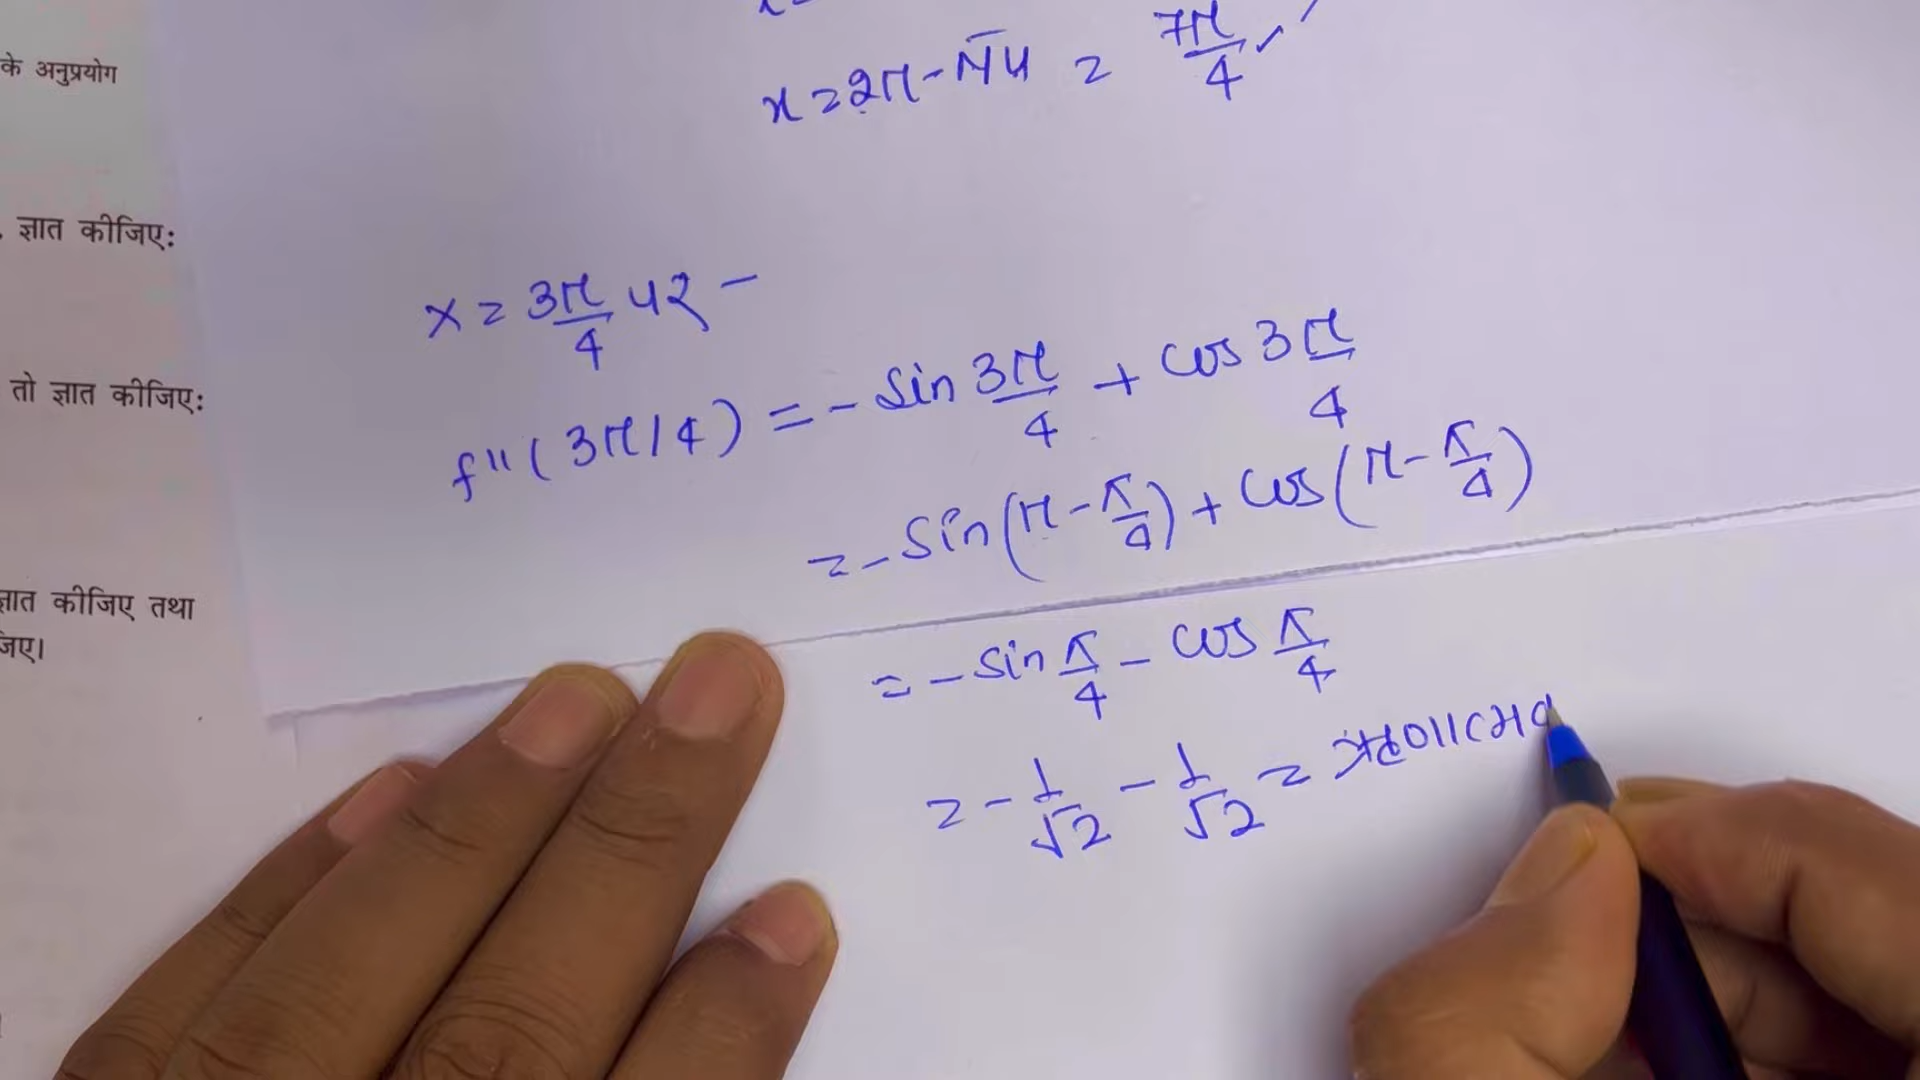 के अनुप्रयोग
x = 2π - π/4 = 7π/4 ✓
ज्ञात कीजिए:
x = 3π/4 पर –
तो ज्ञात कीजिए:
f''(3π/4) = - sin 3π/4 + cos 3π/4
= - sin(π - π/4) + cos(π - π/4)
ज्ञात कीजिए तथा
= - sin π/4 - cos π/4
= - 1/√2 - 1/√2 = ऋणात्मक